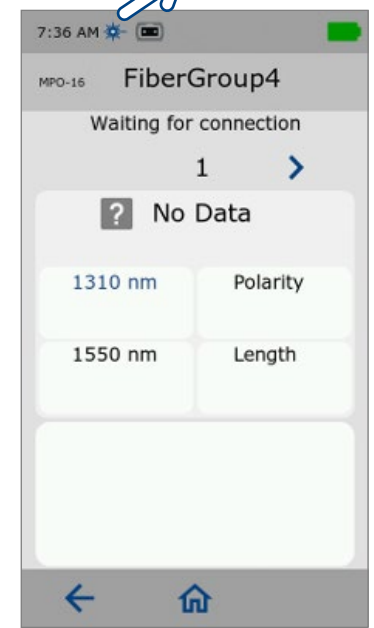 7:36 AM
MPO-16 FiberGroup4
Waiting for connection
1
? No Data
1310 nm Polarity
1550 nm Length